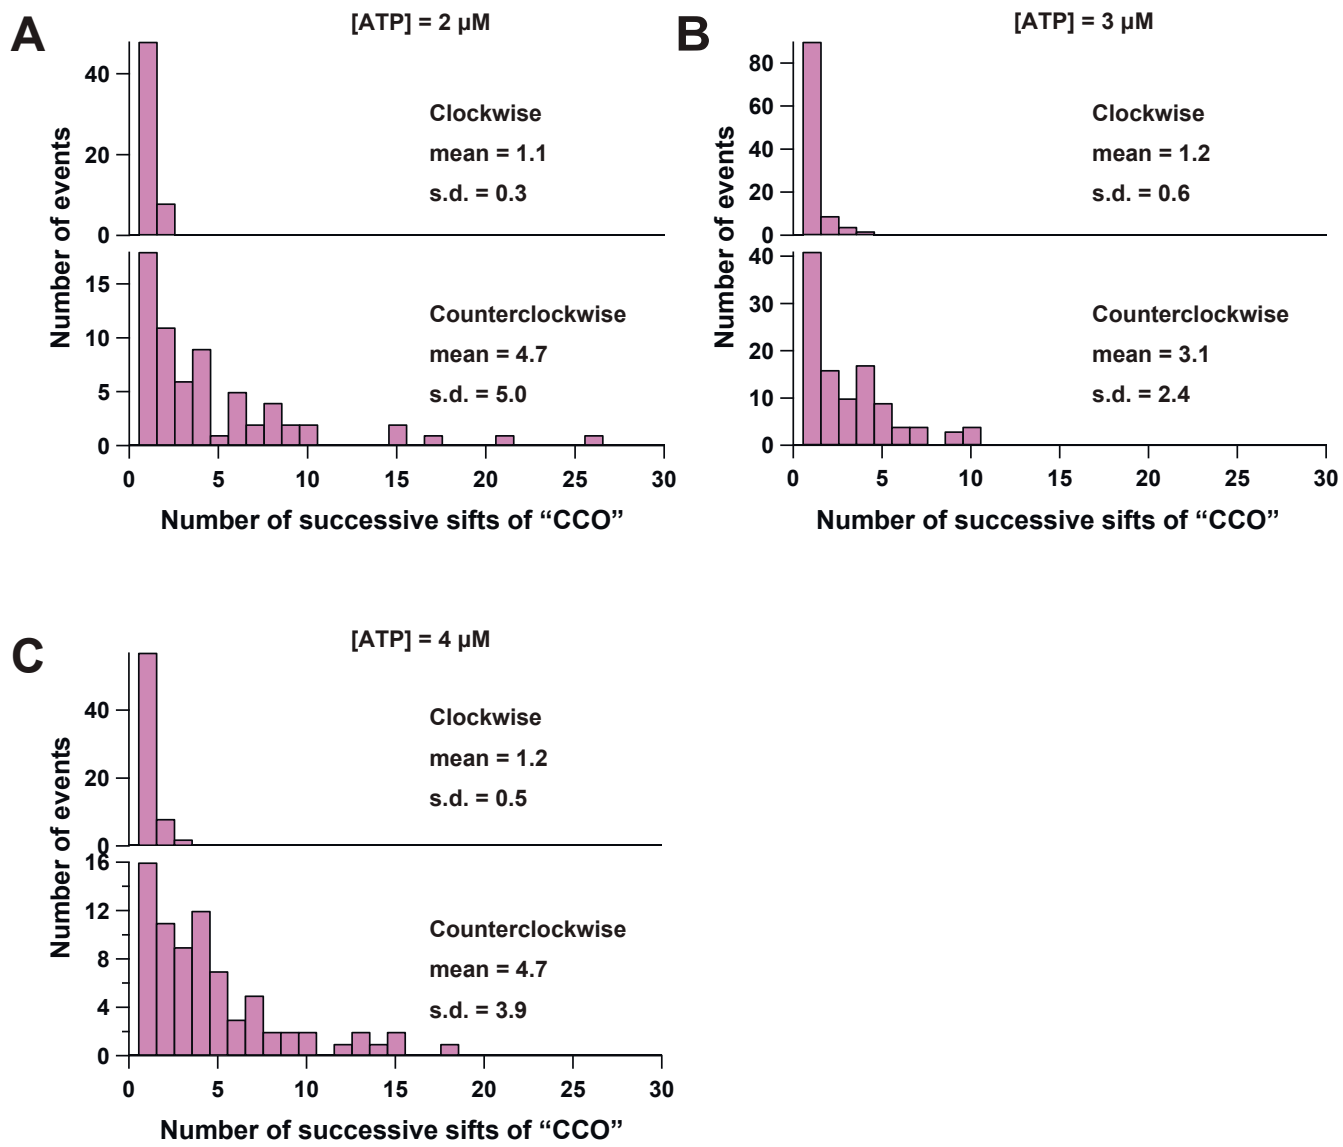 A
[ATP] = 2 µM
40
20
0
Clockwise
mean = 1.1
s.d. = 0.3
Number of events
15
10
5
0
Counterclockwise
mean = 4.7
s.d. = 5.0
0 5 10 15 20 25 30
Number of successive sifts of “CCO”
B
[ATP] = 3 µM
80
60
40
20
0
Clockwise
mean = 1.2
s.d. = 0.6
Number of events
40
30
20
10
0
Counterclockwise
mean = 3.1
s.d. = 2.4
0 5 10 15 20 25 30
Number of successive sifts of “CCO”
C
[ATP] = 4 µM
40
20
0
Clockwise
mean = 1.2
s.d. = 0.5
Number of events
16
12
8
4
0
Counterclockwise
mean = 4.7
s.d. = 3.9
0 5 10 15 20 25 30
Number of successive sifts of “CCO”